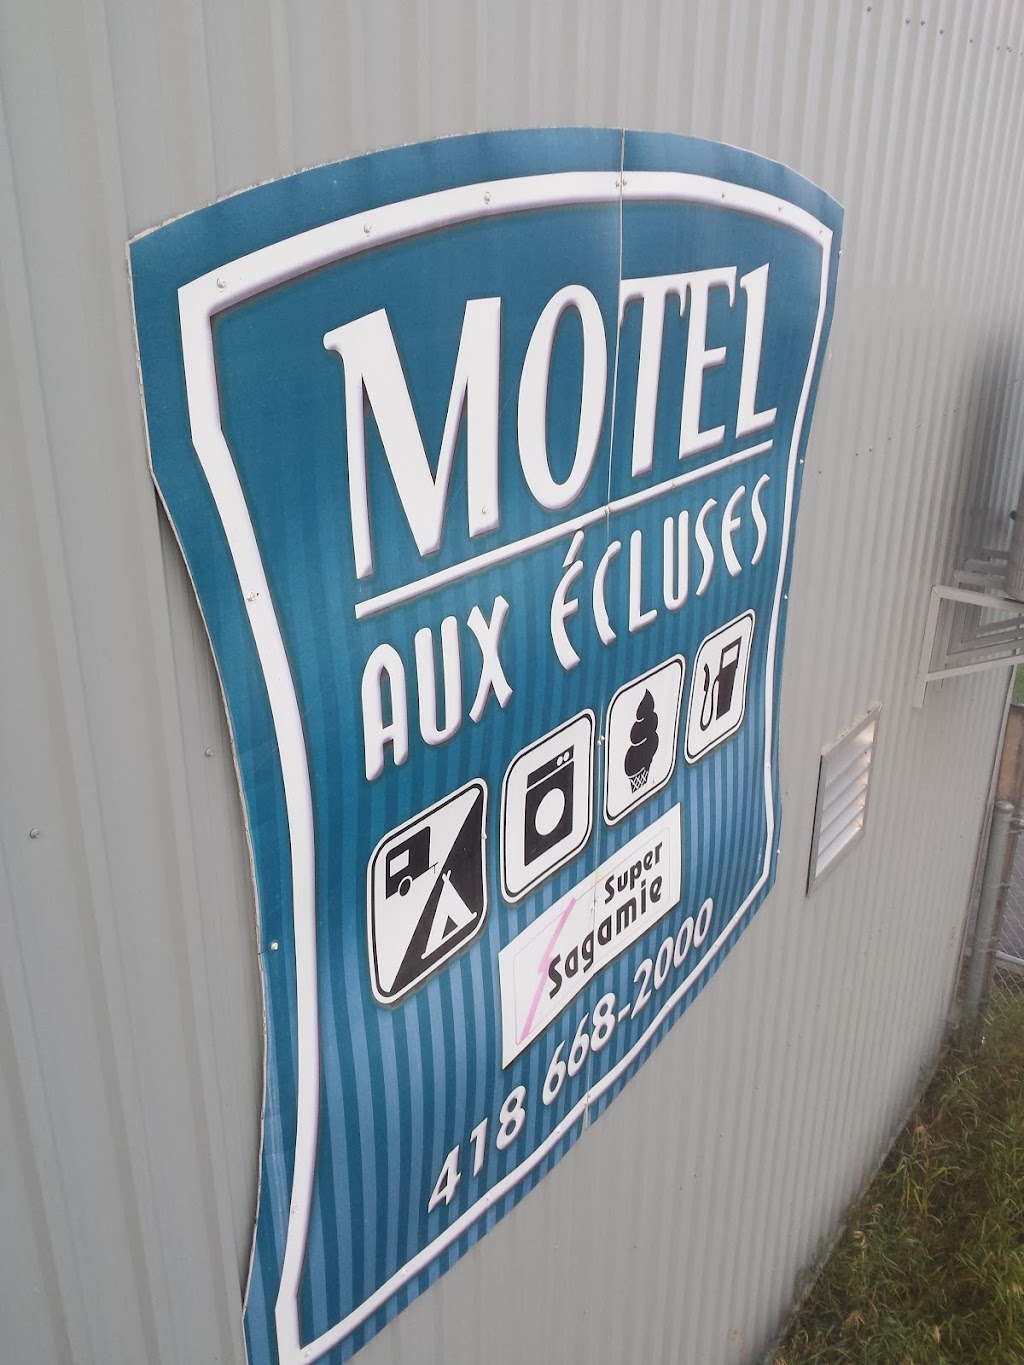 MOTEL
AUX ÉCLUSES
Super
Sagamie
418 668-2000